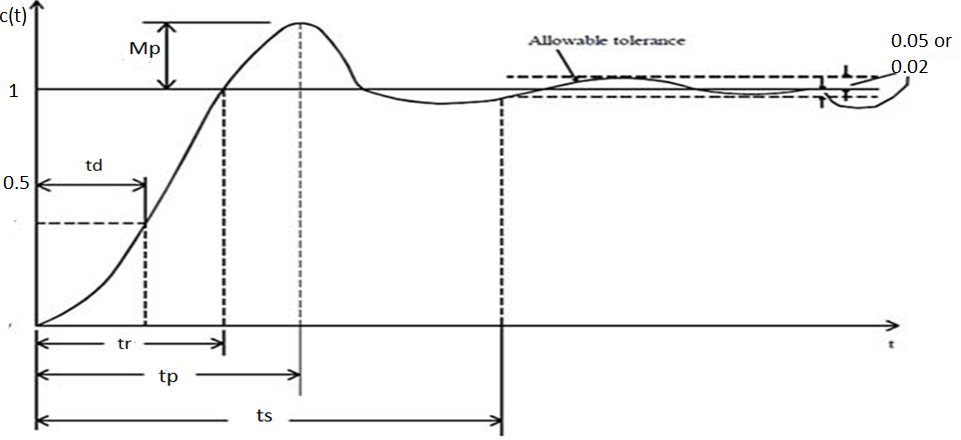 c(t)
Mp
Allowable tolerance
0.05 or
0.02
1
td
0.5
tr
t
tp
ts